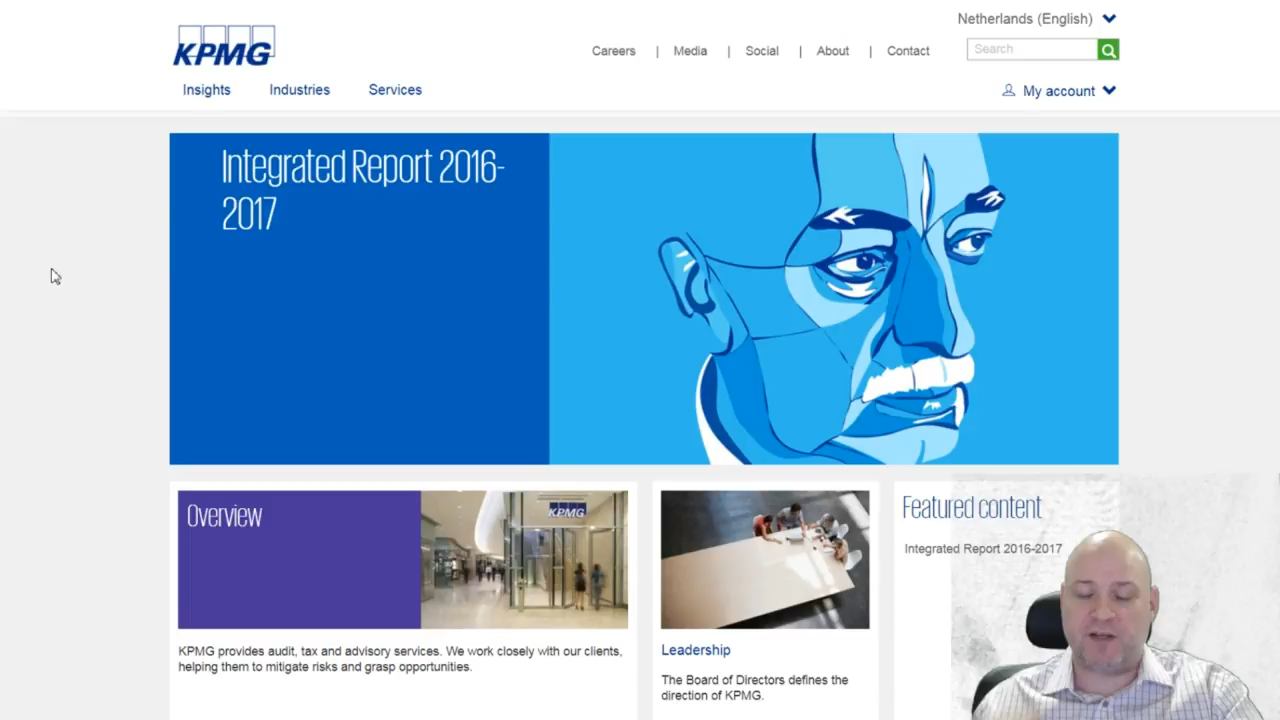 Netherlands (English)
KPMG
Careers | Media | Social | About | Contact
Search
Insights Industries Services
My account
Integrated Report 2016-
2017
Overview
KPMG
KPMG provides audit, tax and advisory services. We work closely with our clients,
helping them to mitigate risks and grasp opportunities.
Leadership
The Board of Directors defines the
direction of KPMG.
Featured content
Integrated Report 2016-2017